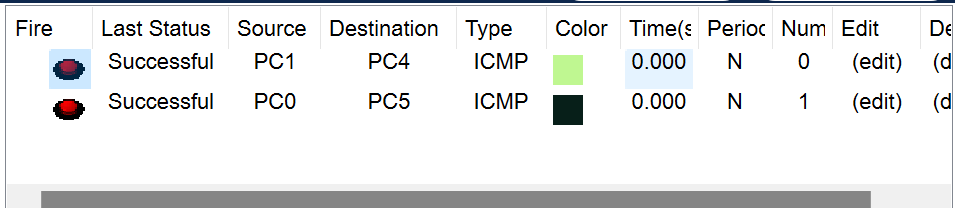 Fire Last Status Source Destination Type Color Time(s Perioc Num Edit De
Successful PC1 PC4 ICMP 0.000 N 0 (edit) (d
Successful PC0 PC5 ICMP 0.000 N 1 (edit) (d